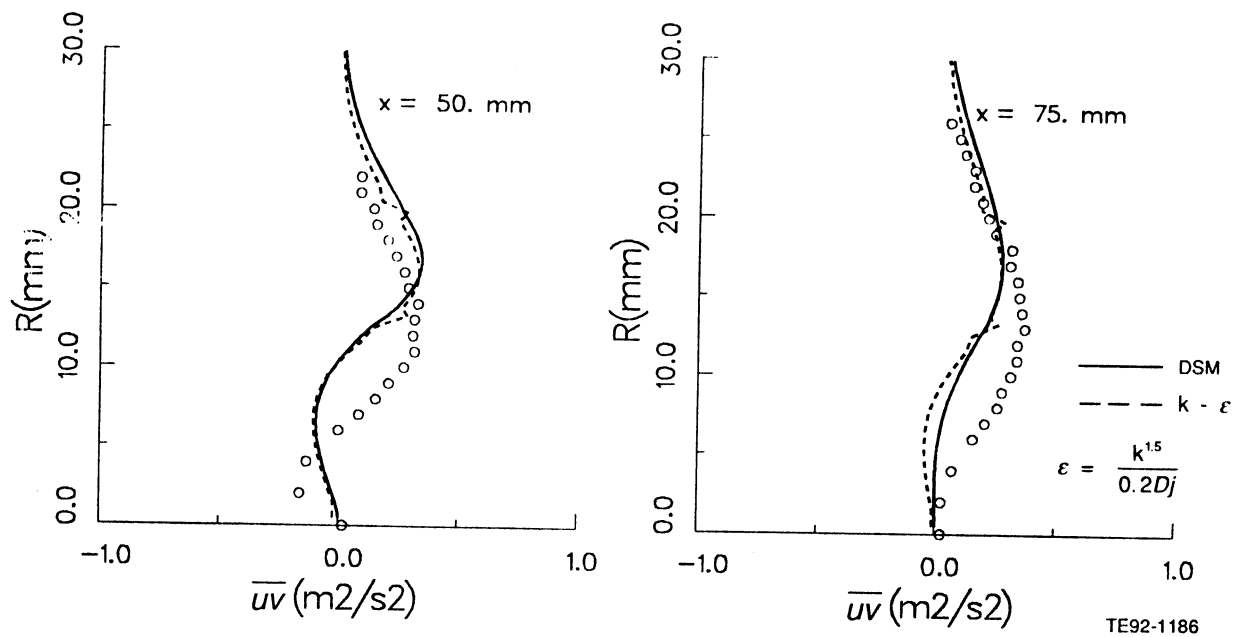 30.0
20.0
10.0
0.0
R(mm)
x = 50. mm
-1.0
0.0
1.0
uv (m2/s2)
30.0
20.0
10.0
0.0
R(mm)
x = 75. mm
DSM
k - ε
ε = k^1.5 / 0.2Dj
-1.0
0.0
1.0
uv (m2/s2)
TE92-1186